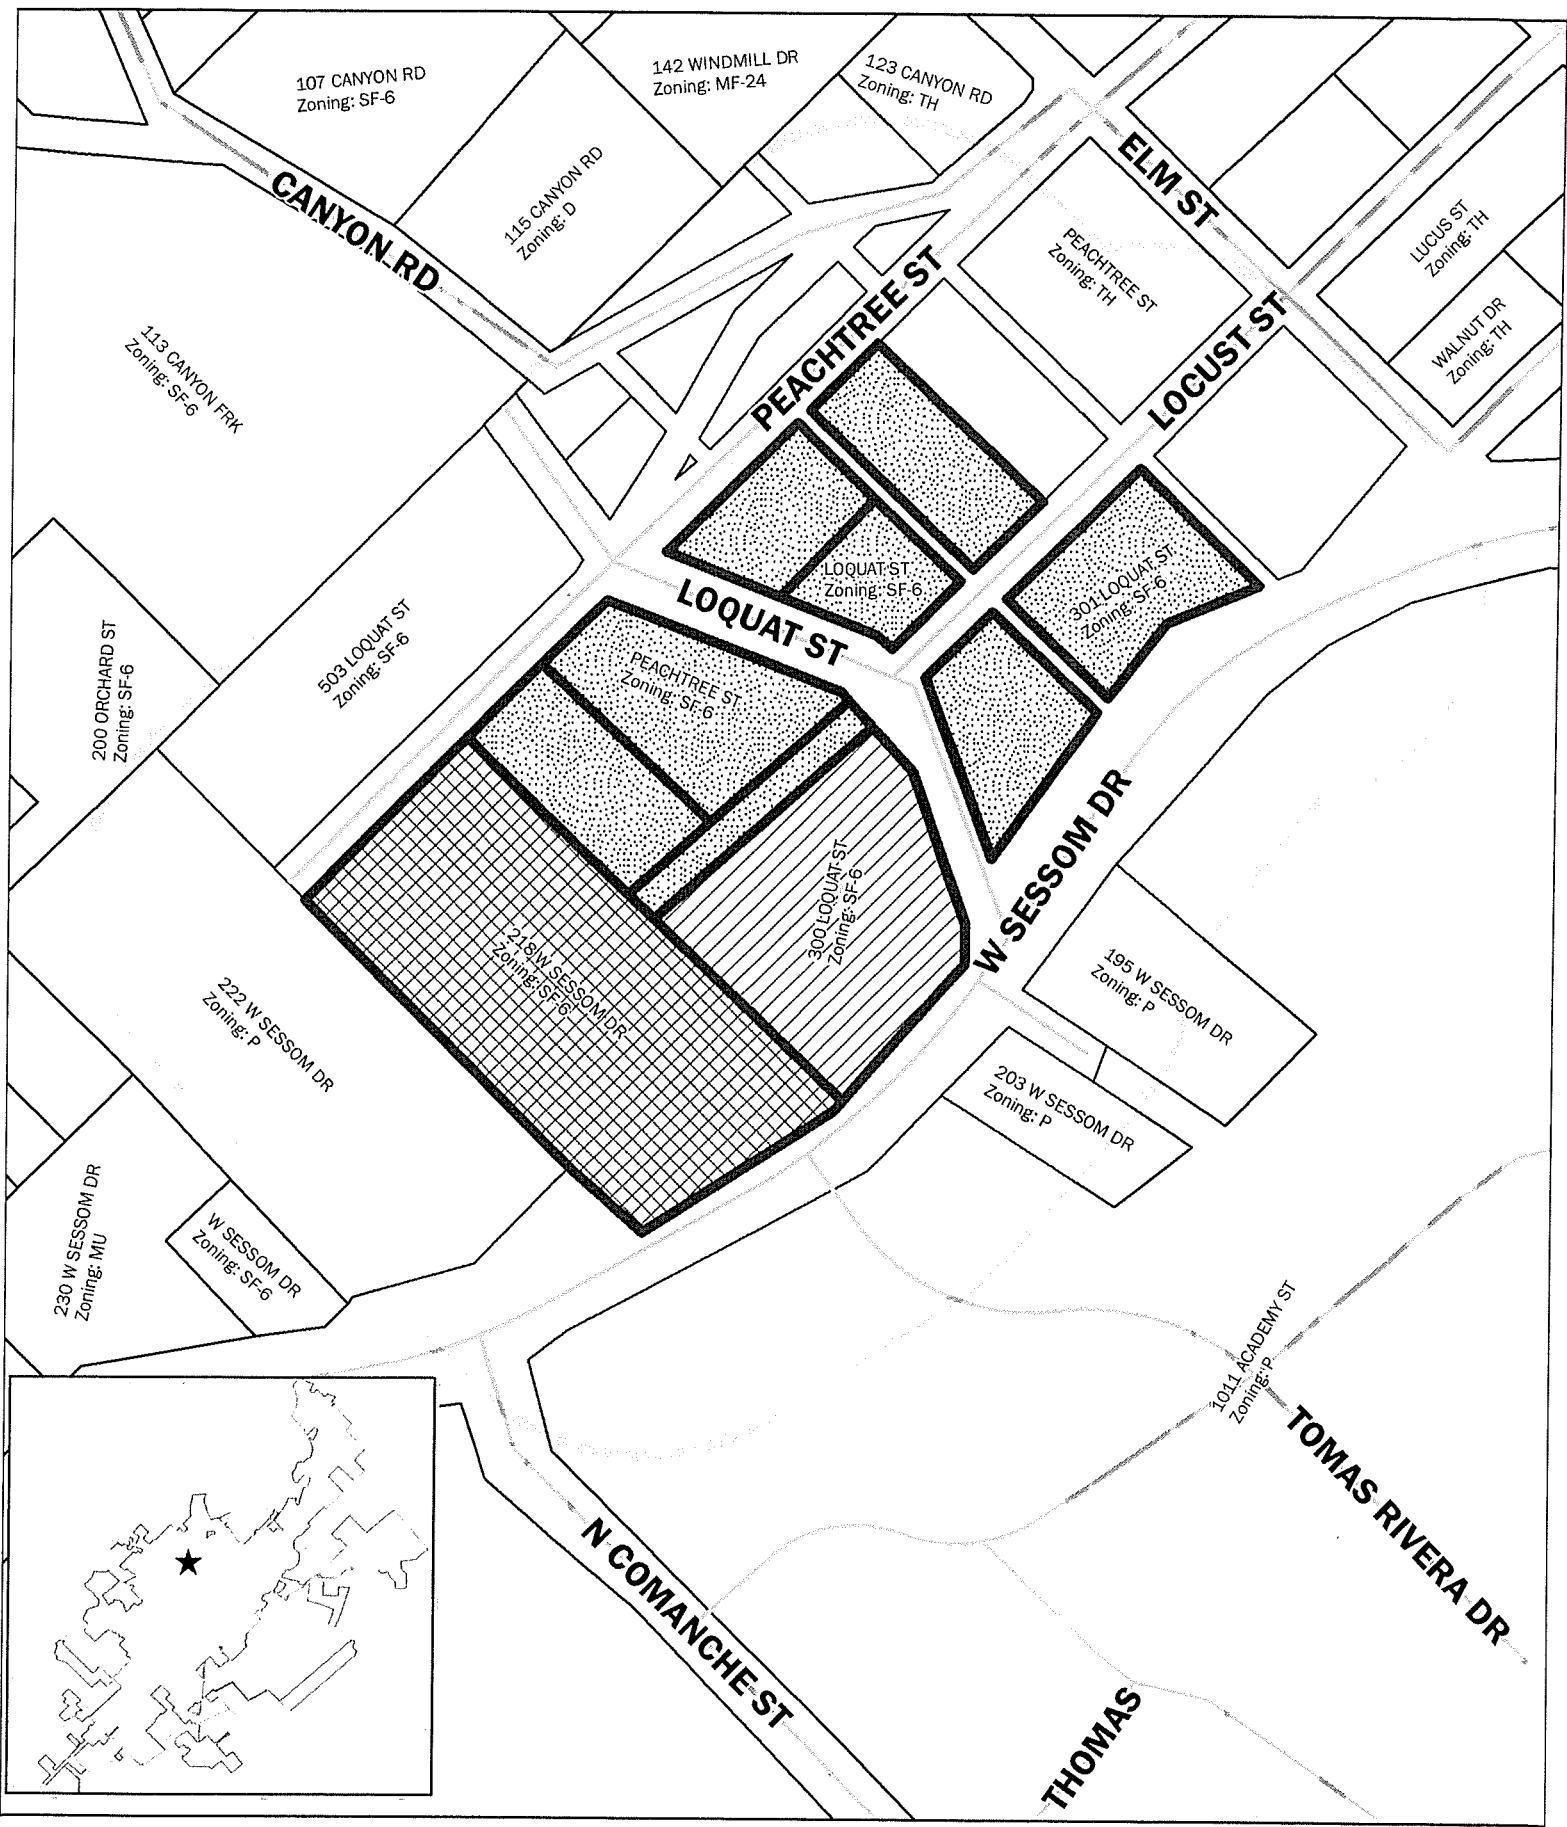 107 CANYON RD
Zoning: SF-6
142 WINDMILL DR
Zoning: MF-24
123 CANYON RD
Zoning: TH
115 CANYON RD
Zoning: D
CANYON RD
ELM ST
LUCUS ST
Zoning: TH
PEACHTREE ST
Zoning: TH
WALNUT DR
Zoning: TH
PEACHTREE ST
LOCUST ST
113 CANYON FRK
Zoning: SF-6
LOQUAT ST
Zoning: SF-6
301 LOQUAT ST
Zoning: SF-6
LOQUAT ST
503 LOQUAT ST
Zoning: SF-6
200 ORCHARD ST
Zoning: SF-6
PEACHTREE ST
Zoning: SF-6
W SESSOM DR
300 LOQUAT ST
Zoning: SF-6
218 W SESSOM DR
Zoning: SF-6
195 W SESSOM DR
Zoning: P
222 W SESSOM DR
Zoning: P
203 W SESSOM DR
Zoning: P
230 W SESSOM DR
Zoning: MU
W SESSOM DR
Zoning: SF-6
1011 ACADEMY ST
Zoning: P
TOMAS RIVERA DR
N COMANCHE ST
THOMAS